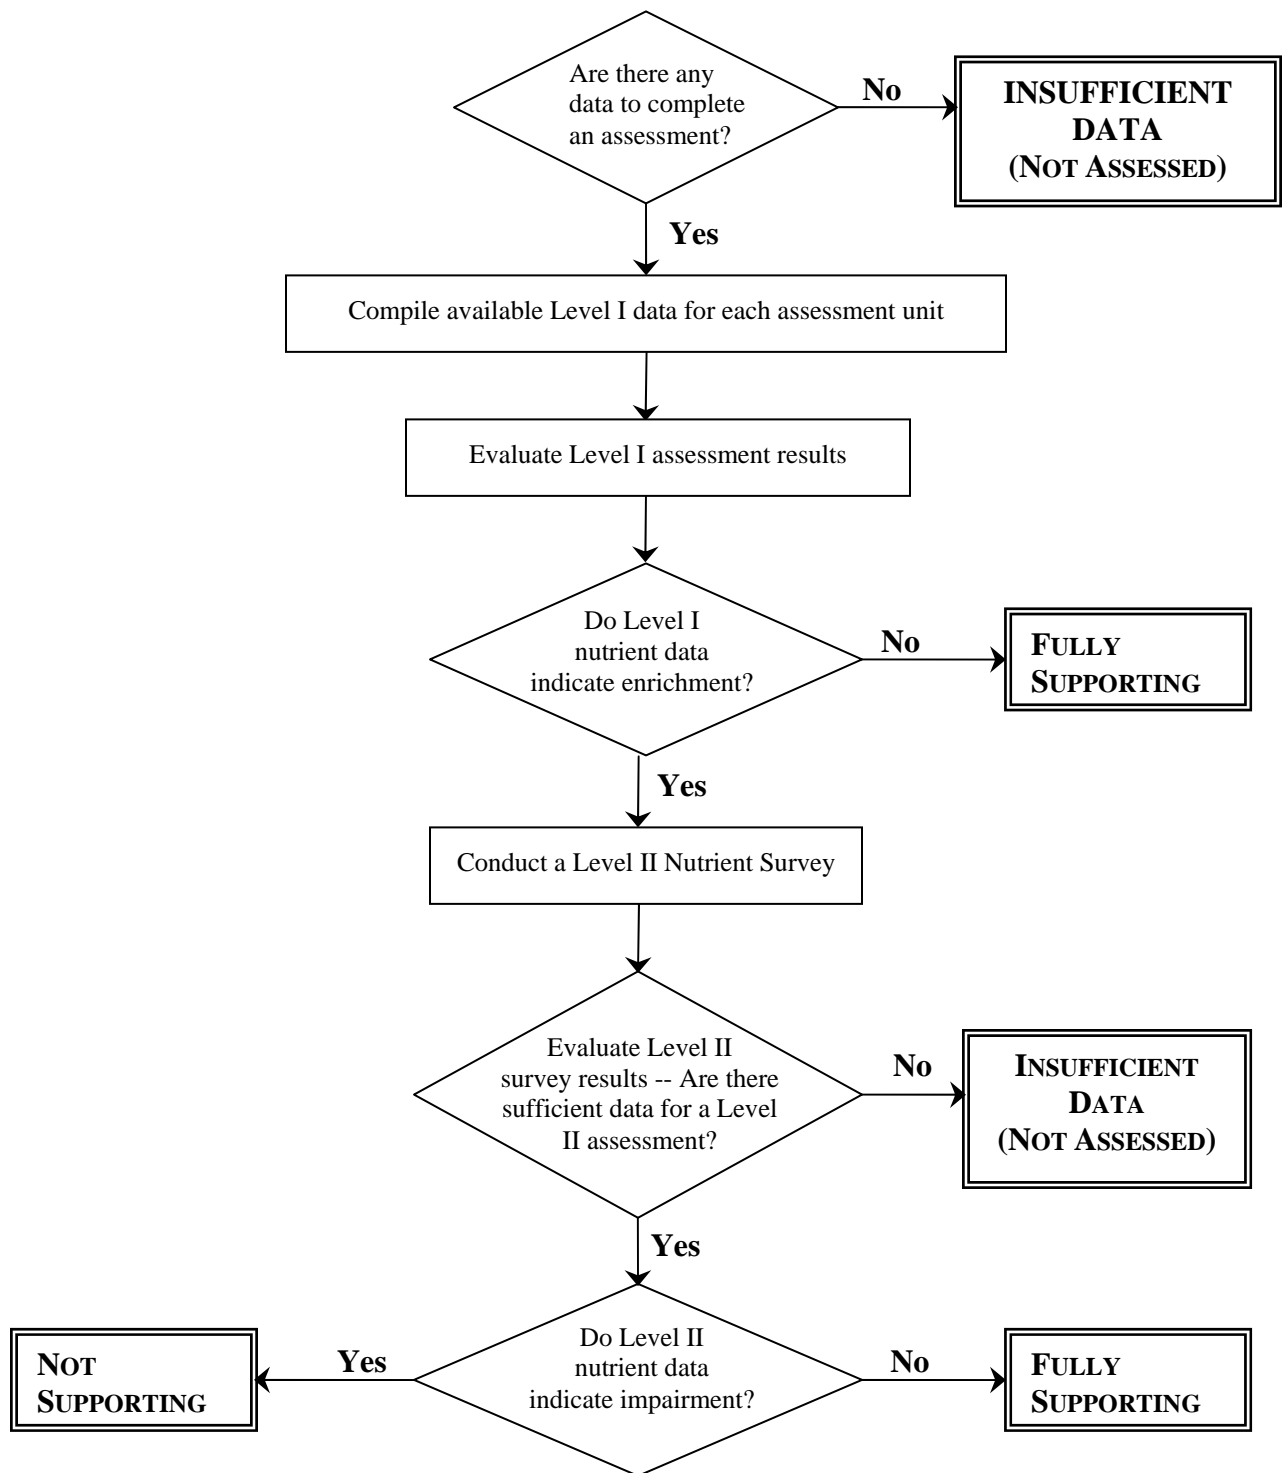 Are there any
data to complete
an assessment?
No
INSUFFICIENT
DATA
(NOT ASSESSED)
Yes
Compile available Level I data for each assessment unit
Evaluate Level I assessment results
Do Level I
nutrient data
indicate enrichment?
No
FULLY
SUPPORTING
Yes
Conduct a Level II Nutrient Survey
Evaluate Level II
survey results -- Are there
sufficient data for a Level
II assessment?
No
INSUFFICIENT
DATA
(NOT ASSESSED)
Yes
NOT
SUPPORTING
Yes
Do Level II
nutrient data
indicate impairment?
No
FULLY
SUPPORTING